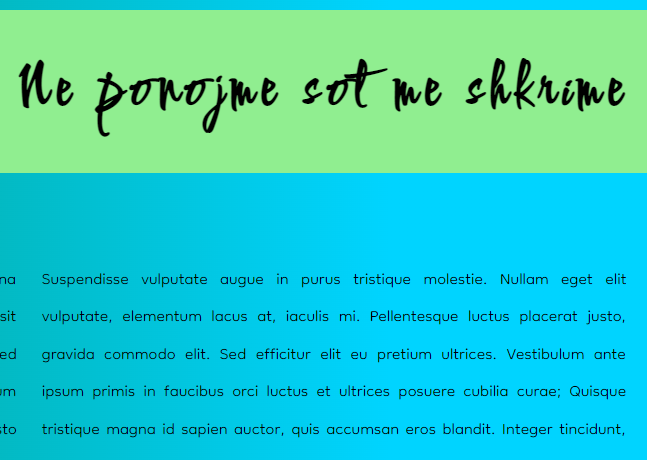 Ne ponojme sot me shkrime
na
sit
ed
um
sto
Suspendisse vulputate augue in purus tristique molestie. Nullam eget elit
vulputate, elementum lacus at, iaculis mi. Pellentesque luctus placerat justo,
gravida commodo elit. Sed efficitur elit eu pretium ultrices. Vestibulum ante
ipsum primis in faucibus orci luctus et ultrices posuere cubilia curae; Quisque
tristique magna id sapien auctor, quis accumsan eros blandit. Integer tincidunt,